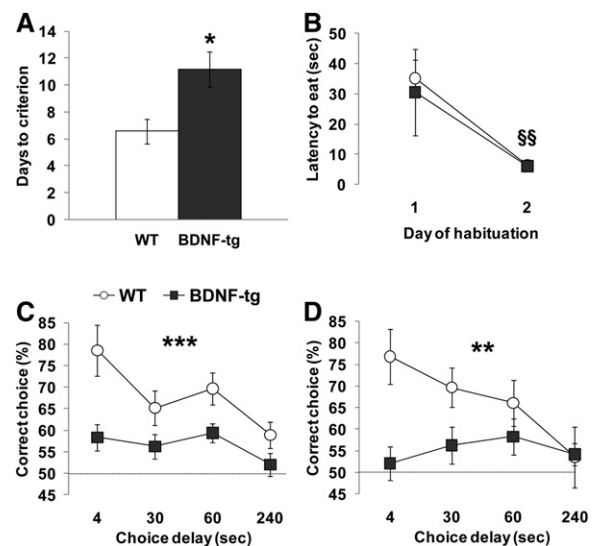 A
Days to criterion
14
12
10
8
6
4
2
0
*
WT BDNF-tg
B
Latency to eat (sec)
50
40
30
20
10
0
§§
1 2
Day of habituation
C
WT BDNF-tg
Correct choice (%)
85
80
75
70
65
60
55
50
45
***
4 30 60 240
Choice delay (sec)
D
Correct choice (%)
85
80
75
70
65
60
55
50
45
**
4 30 60 240
Choice delay (sec)